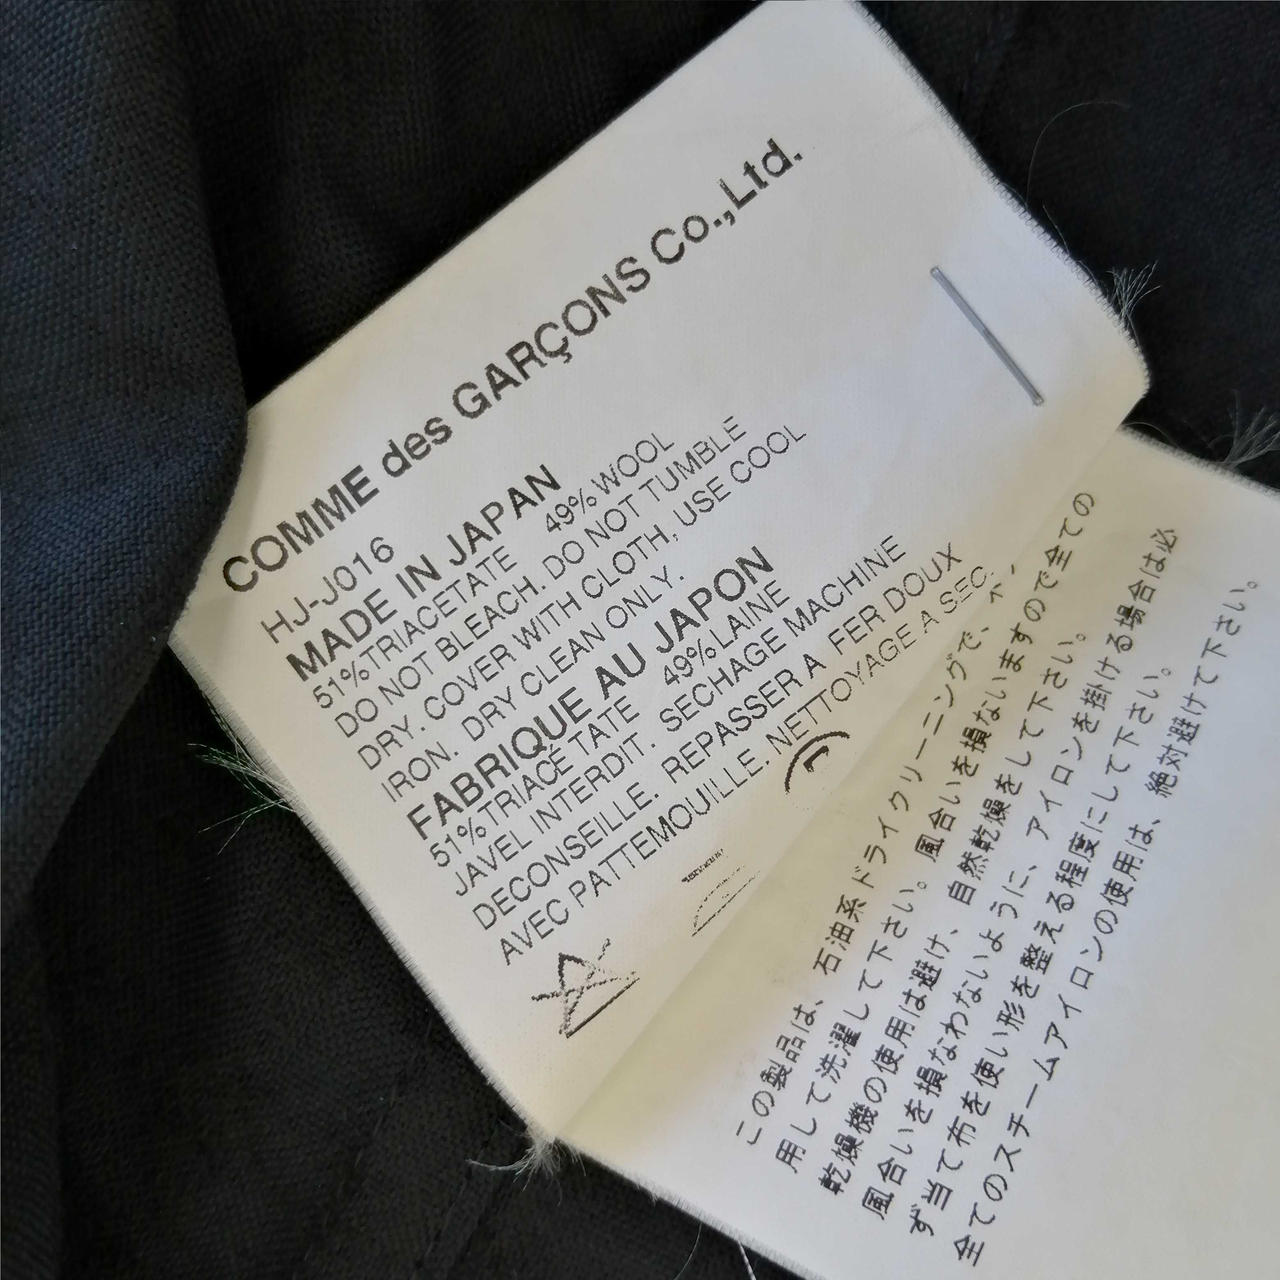 COMME des GARÇONS Co.,Ltd.
HJ-J016
MADE IN JAPAN
51%TRIACETATE 49%WOOL
DO NOT BLEACH. DO NOT TUMBLE
DRY. COVER WITH CLOTH, USE COOL
IRON. DRY CLEAN ONLY.
FABRIQUE AU JAPON
51%TRIACÉTATE 49%LAINE
JAVEL INTERDIT. SECHAGE MACHINE
DECONSEILLE. REPASSER A FER DOUX
AVEC PATTEMOUILLE. NETTOYAGE A SEC.
この製品は、石油系ドライクリーニングで、
用して洗濯して下さい。風合いを損ないますので全ての
乾燥機の使用は避け、自然乾燥をして下さい。
風合いを損なわないように、アイロンを掛ける場合は必
ず当て布を使い形を整える程度にして下さい。
全てのスチームアイロンの使用は、絶対避けて下さい。